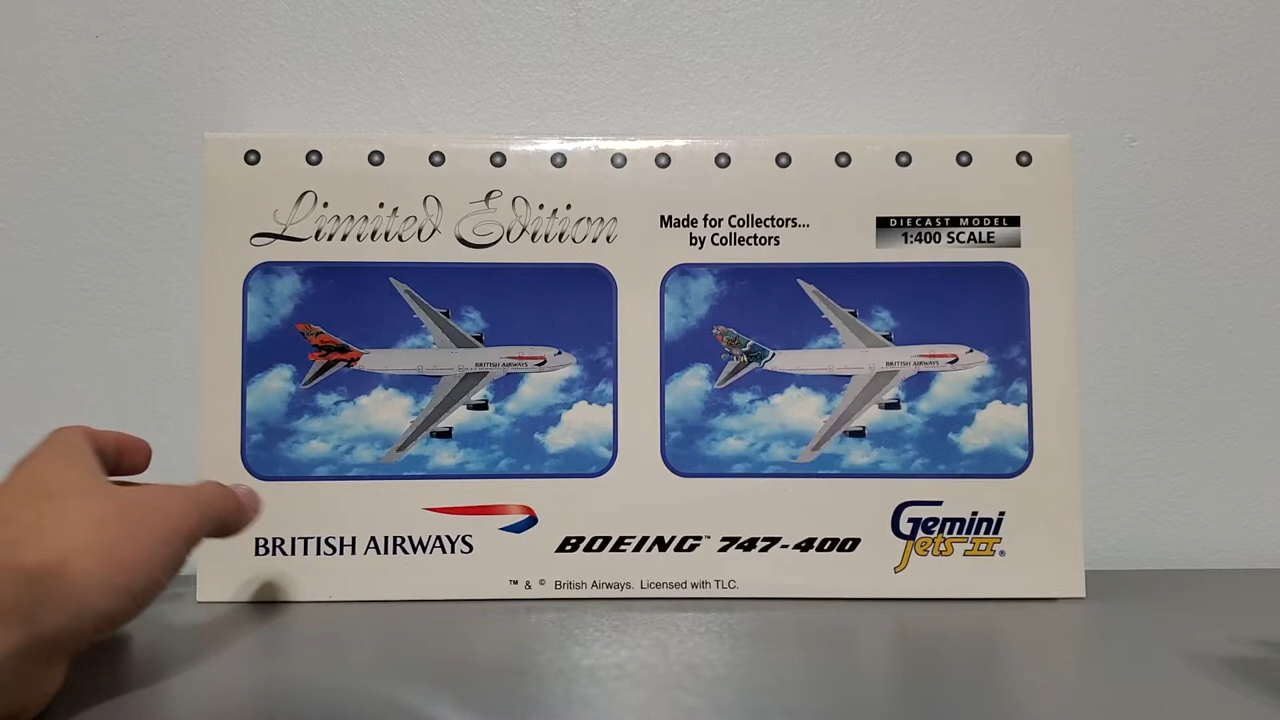 Limited Edition
Made for Collectors...
by Collectors
DIECAST MODEL
1:400 SCALE
BRITISH AIRWAYS
BRITISH AIRWAYS
BRITISH AIRWAYS
BOEING™ 747-400
Gemini
Jets II®
™ & © British Airways. Licensed with TLC.